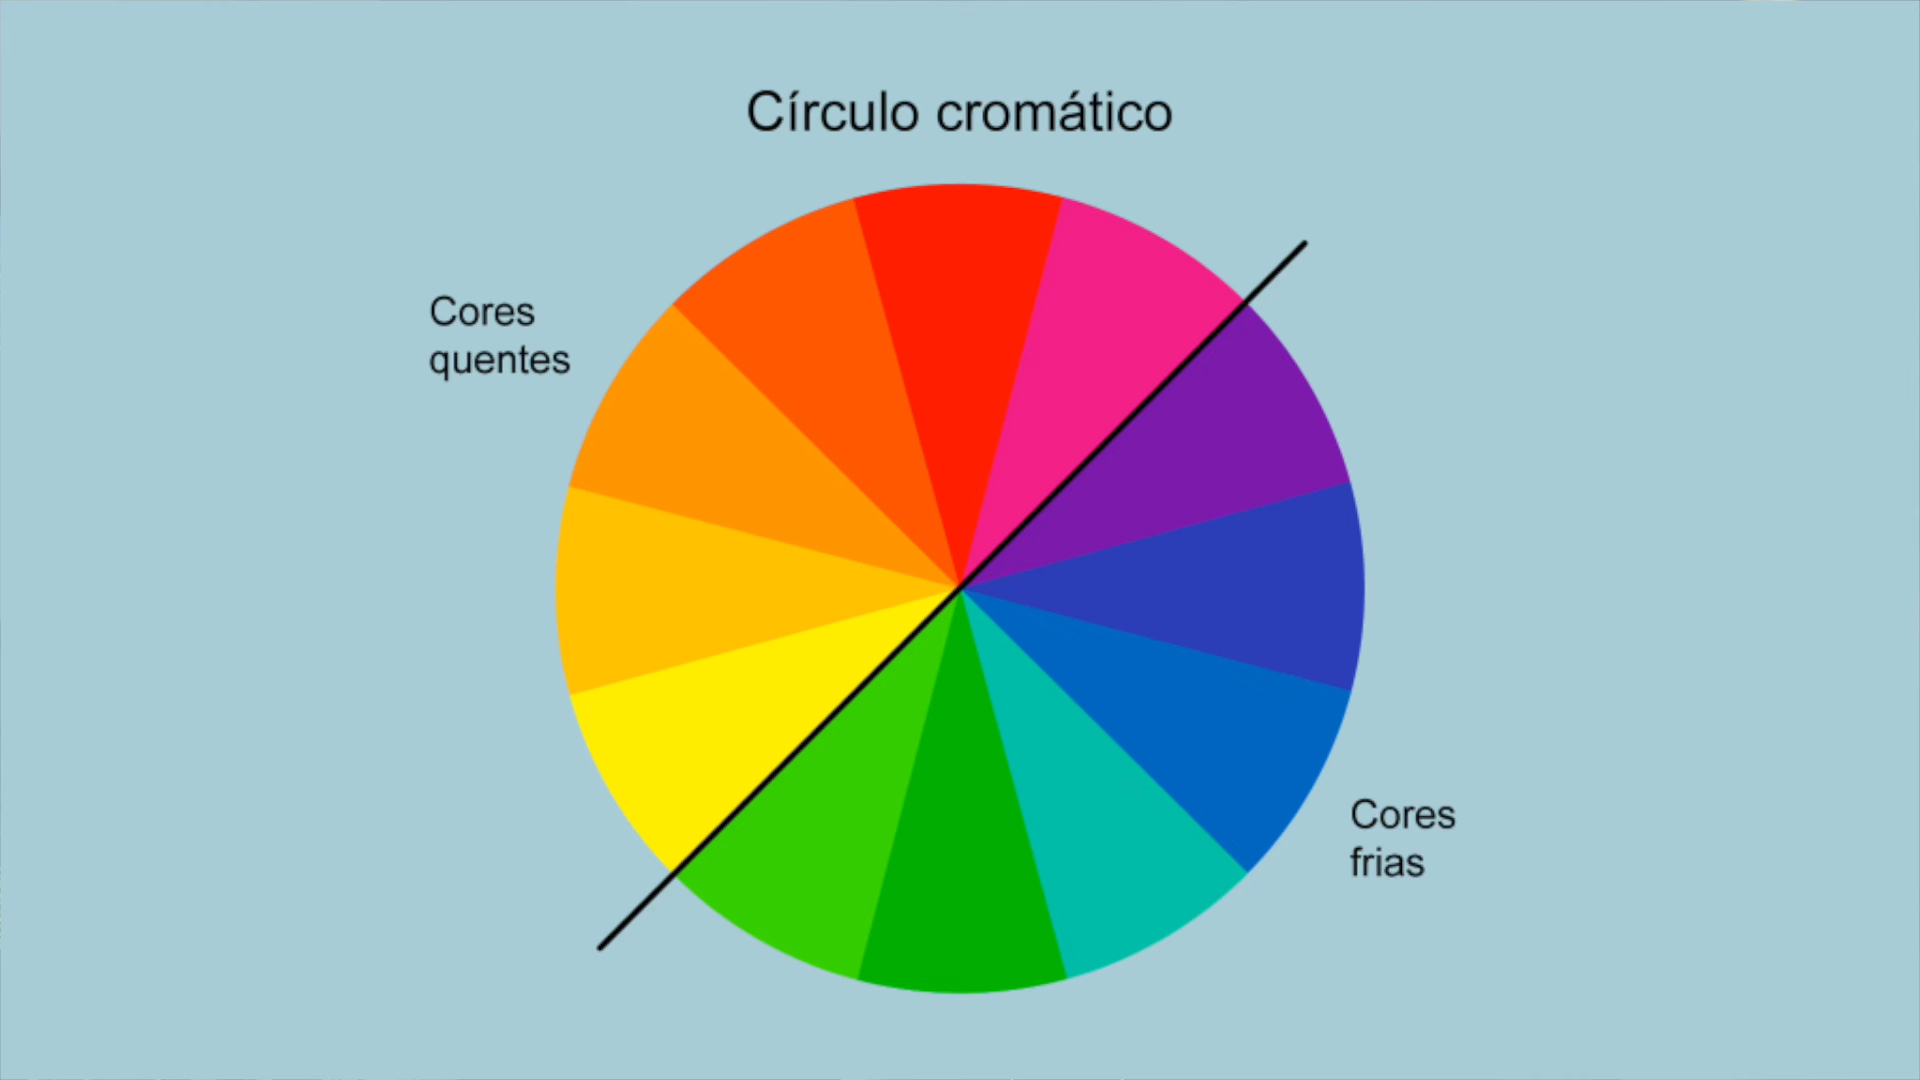 Círculo cromático
Cores
quentes
Cores
frias